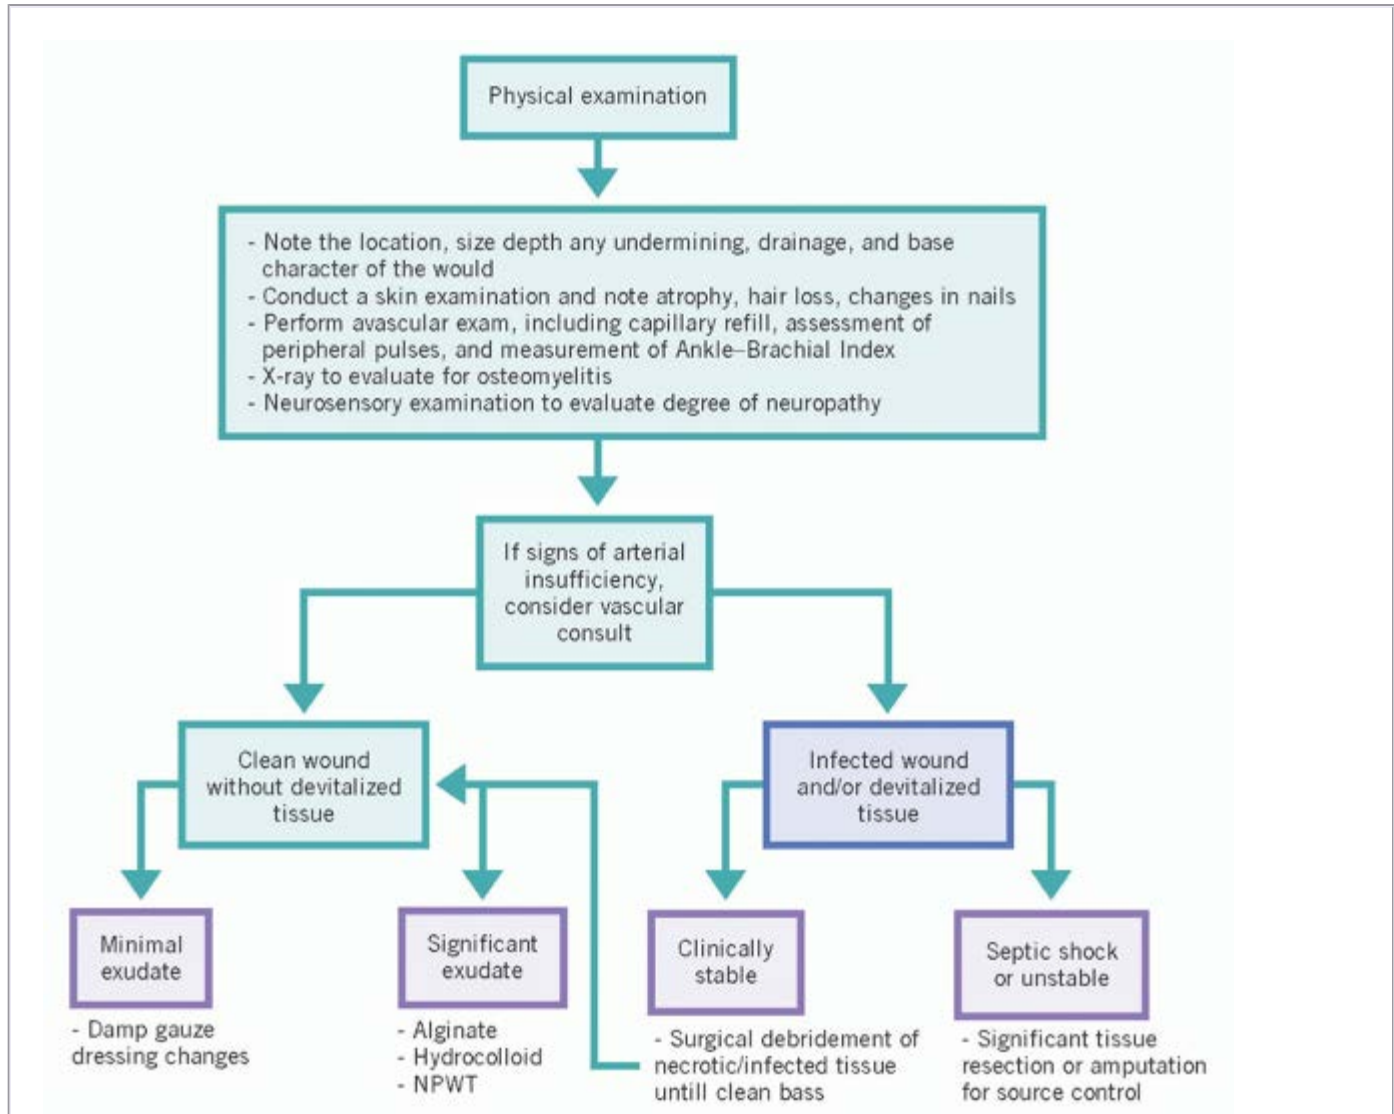 Physical examination
- Note the location, size depth any undermining, drainage, and base
character of the would
- Conduct a skin examination and note atrophy, hair loss, changes in nails
- Perform avascular exam, including capillary refill, assessment of
peripheral pulses, and measurement of Ankle–Brachial Index
- X-ray to evaluate for osteomyelitis
- Neurosensory examination to evaluate degree of neuropathy
If signs of arterial
insufficiency,
consider vascular
consult
Clean wound
without devitalized
tissue
Infected wound
and/or devitalized
tissue
Minimal
exudate
- Damp gauze
dressing changes
Significant
exudate
- Alginate
- Hydrocolloid
- NPWT
Clinically
stable
- Surgical debridement of
necrotic/infected tissue
untill clean bass
Septic shock
or unstable
- Significant tissue
resection or amputation
for source control